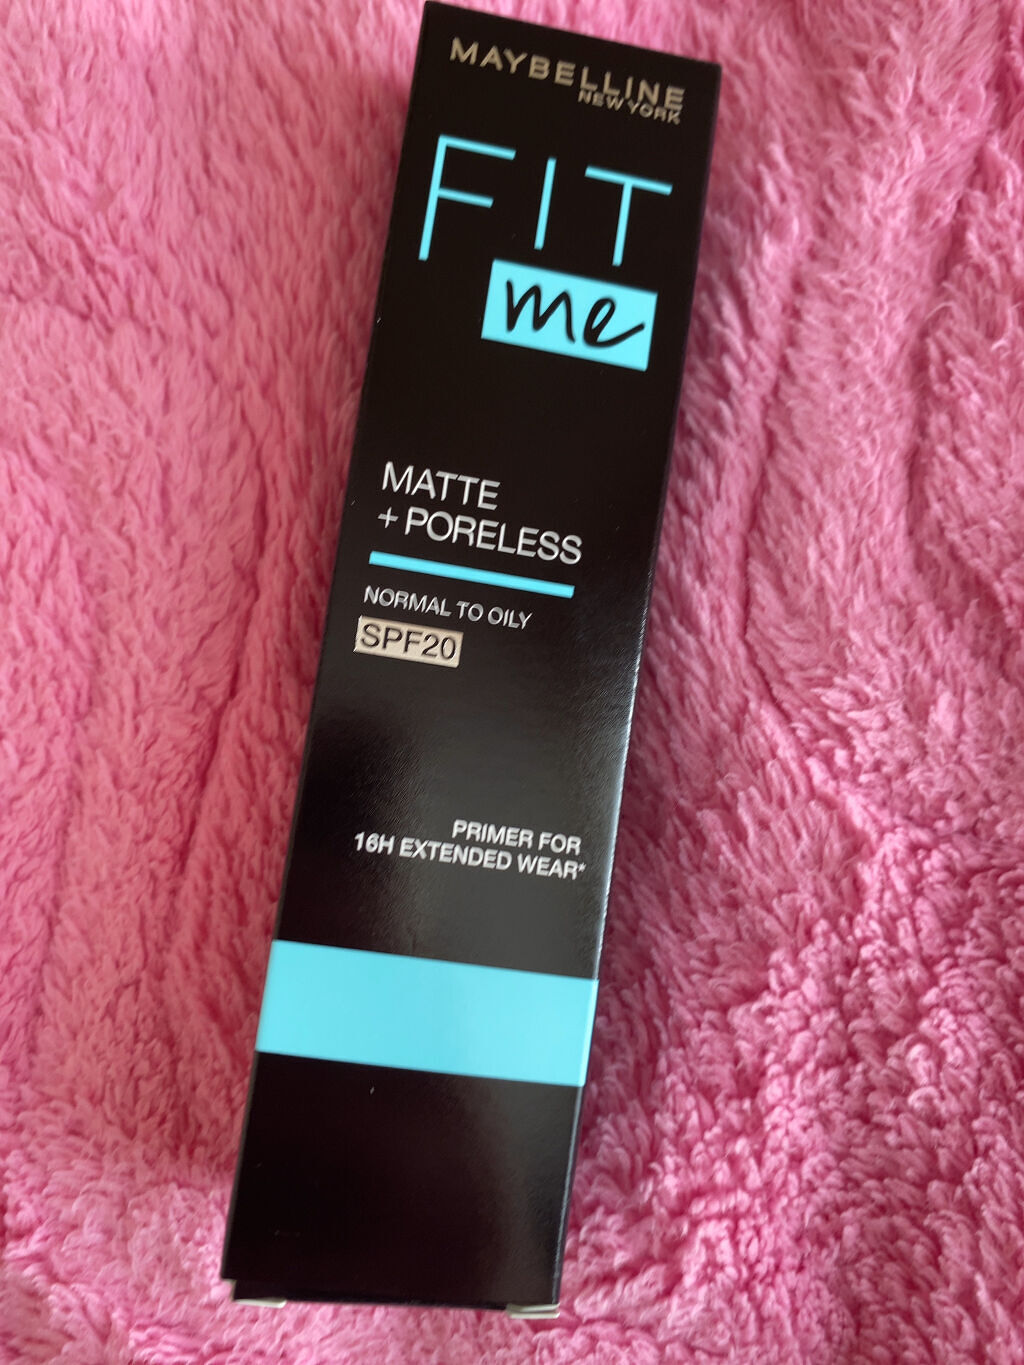 MAYBELLINE
NEW YORK
FIT
me
MATTE
+ PORELESS
NORMAL TO OILY
SPF20
PRIMER FOR
16H EXTENDED WEAR*